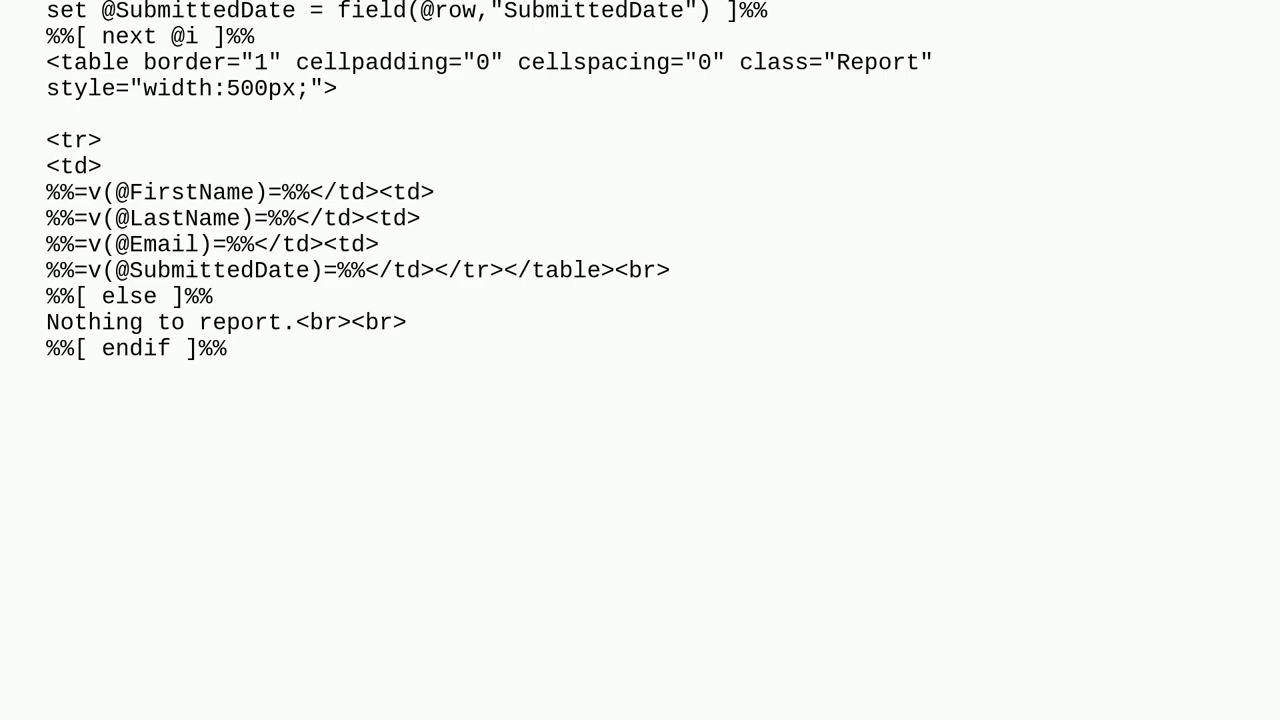 set @SubmittedDate = field(@row,"SubmittedDate") ]%%
%%[ next @i ]%%
<table border="1" cellpadding="0" cellspacing="0" class="Report"
style="width:500px;">
<tr>
<td>
%%=v(@FirstName)=%%</td><td>
%%=v(@LastName)=%%</td><td>
%%=v(@Email)=%%</td><td>
%%=v(@SubmittedDate)=%%</td></tr></table><br>
%%[ else ]%%
Nothing to report.<br><br>
%%[ endif ]%%